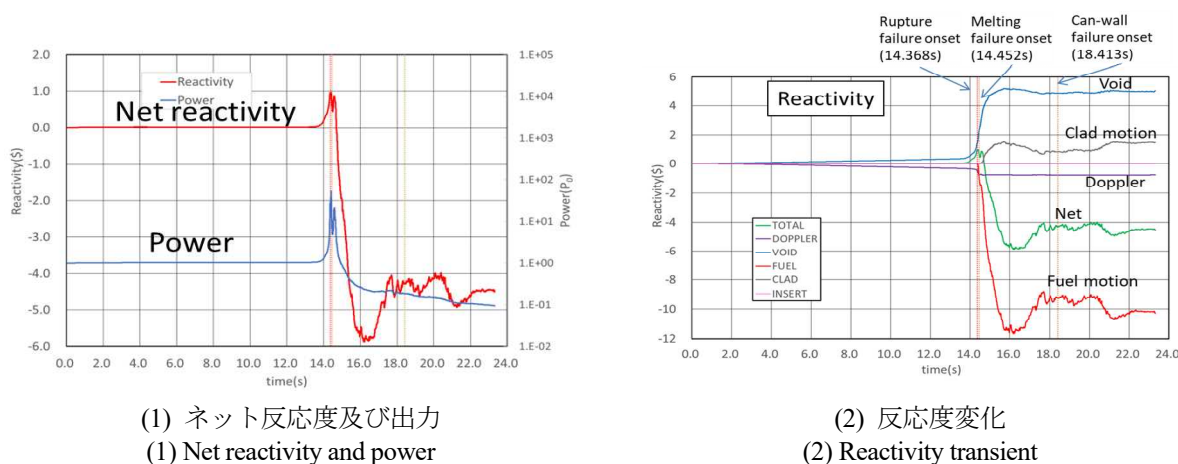 2.0
1.0
0.0
-1.0
-2.0
-3.0
-4.0
-5.0
-6.0
Reactivity($)
Reactivity
Power
Net reactivity
Power
1.E+05
1.E+04
1.E+03
1.E+02
1.E+01
1.E+00
1.E-01
1.E-02
Power(P₀)
0.0 2.0 4.0 6.0 8.0 10.0 12.0 14.0 16.0 18.0 20.0 22.0 24.0
time(s)
(1) ネット反応度及び出力
(1) Net reactivity and power
Rupture
failure onset
(14.368s)
Melting
failure onset
(14.452s)
Can-wall
failure onset
(18.413s)
6
4
2
0
-2
-4
-6
-8
-10
-12
Reactivity($)
Reactivity
Void
Clad motion
Doppler
Net
Fuel motion
TOTAL
DOPPLER
VOID
FUEL
CLAD
INSERT
0.0 2.0 4.0 6.0 8.0 10.0 12.0 14.0 16.0 18.0 20.0 22.0 24.0
time(s)
(2) 反応度変化
(2) Reactivity transient